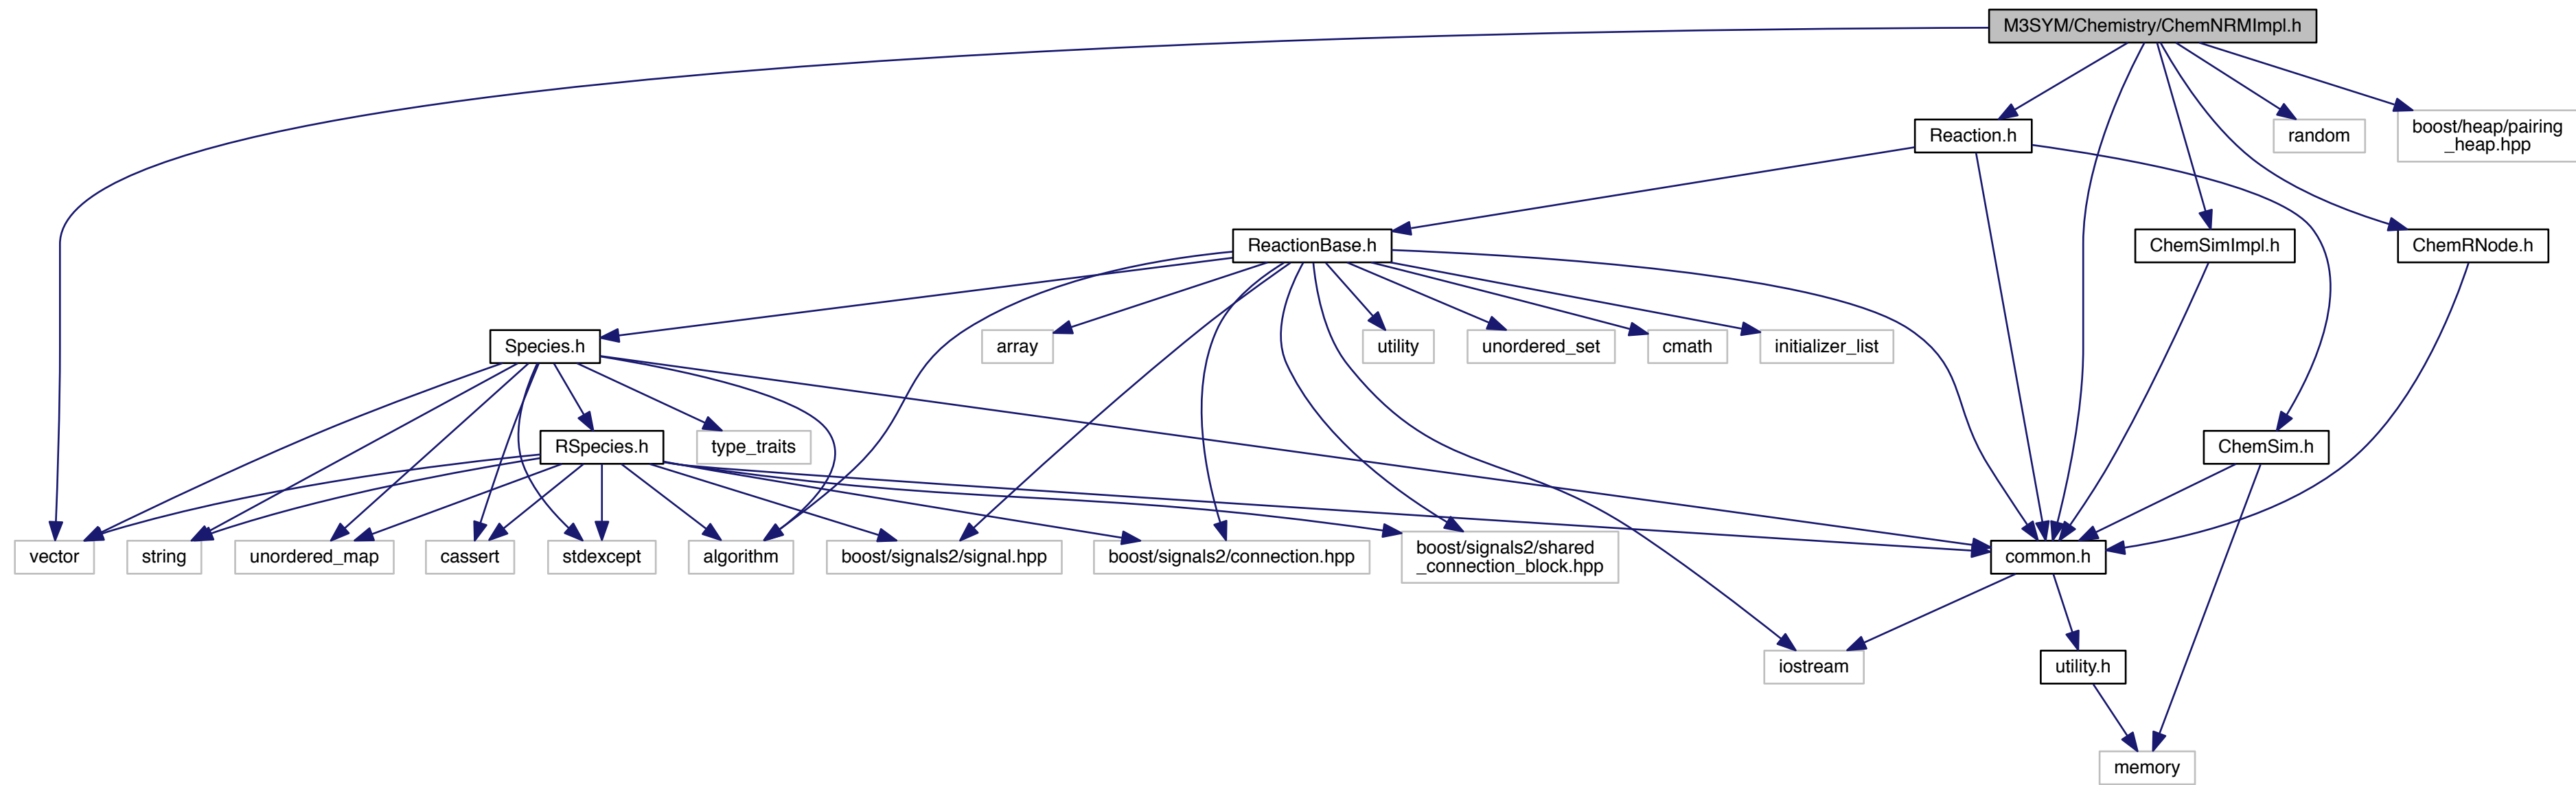 M3SYM/Chemistry/ChemNRMImpl.h
Reaction.h
random
boost/heap/pairing
_heap.hpp
ReactionBase.h
ChemSimImpl.h
ChemRNode.h
Species.h
array
utility
unordered_set
cmath
initializer_list
RSpecies.h
type_traits
ChemSim.h
vector
string
unordered_map
cassert
stdexcept
algorithm
boost/signals2/signal.hpp
boost/signals2/connection.hpp
boost/signals2/shared
_connection_block.hpp
common.h
iostream
utility.h
memory